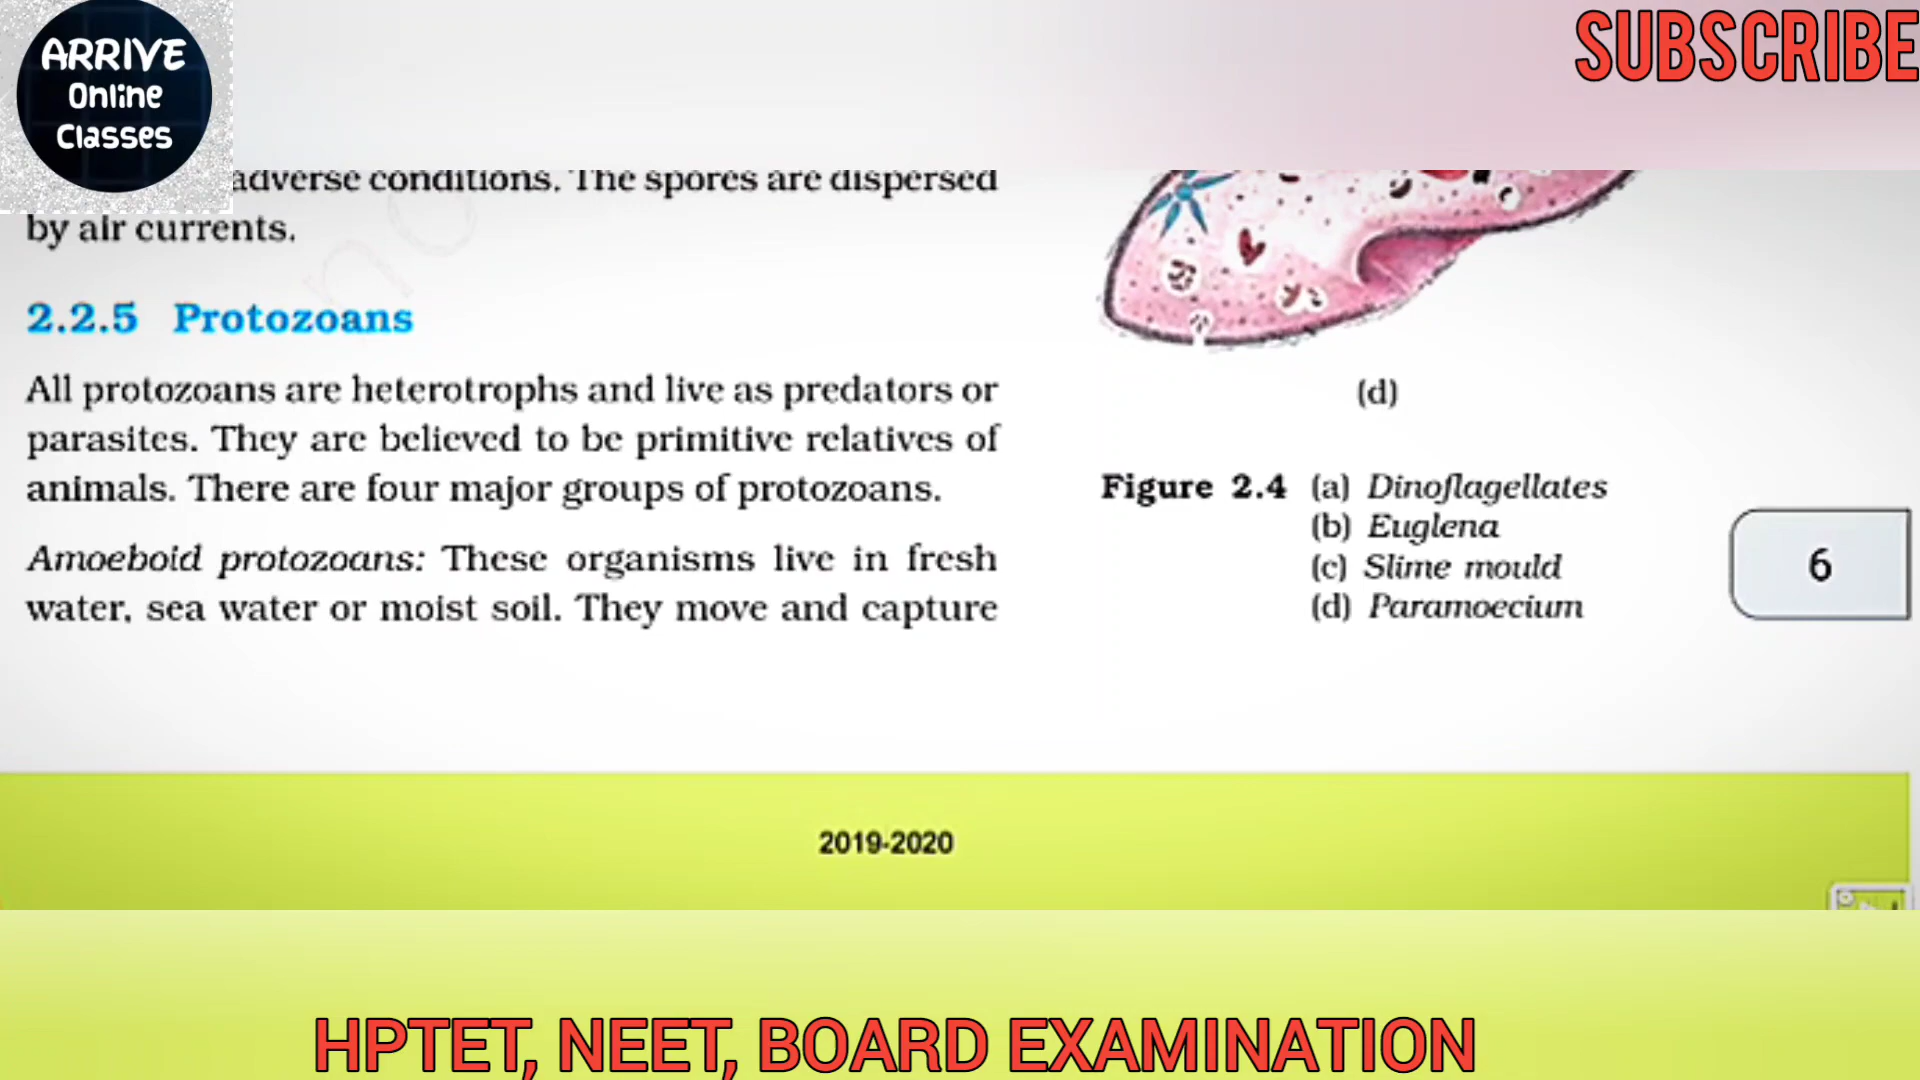 ARRIVE
Online
Classes
SUBSCRIBE
adverse conditions. The spores are dispersed
by air currents.
2.2.5 Protozoans
All protozoans are heterotrophs and live as predators or
parasites. They are believed to be primitive relatives of
animals. There are four major groups of protozoans.
Amoeboid protozoans: These organisms live in fresh
water, sea water or moist soil. They move and capture
(d)
Figure 2.4 (a) Dinoflagellates
(b) Euglena
(c) Slime mould
(d) Paramoecium
6
2019-2020
HPTET, NEET, BOARD EXAMINATION